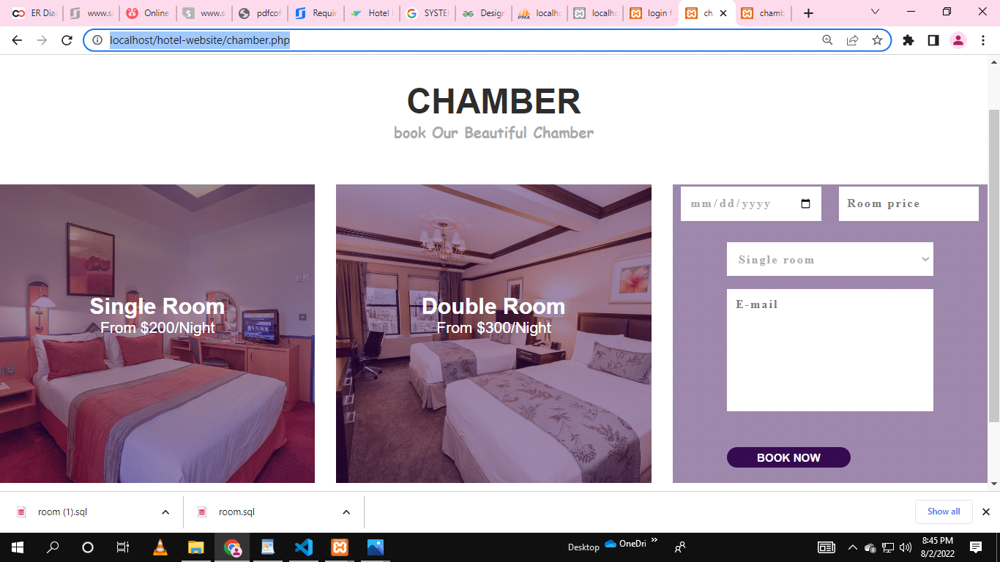 ER Dia
www.s
Online
www.s
pdfcof
Requir
Hotel
SYSTE
Design
localho
localho
login f
ch
chamb
localhost/hotel-website/chamber.php
CHAMBER
book Our Beautiful Chamber
Single Room
From $200/Night
Double Room
From $300/Night
mm/dd/yyyy
Room price
Single room
E-mail
BOOK NOW
room (1).sql
room.sql
Show all
Desktop
OneDri
8:45 PM
8/2/2022